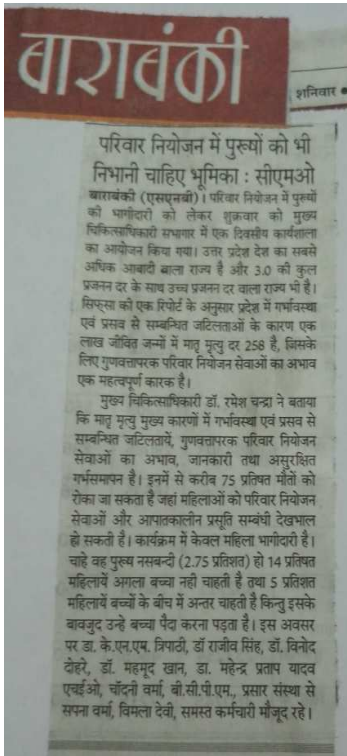 बाराबंकी
शनिवार
परिवार नियोजन में पुरूषों को भी
निभानी चाहिए भूमिका : सीएमओ
बाराबंकी (एसएनबी)। परिवार नियोजन में पुरुषों
की भागीदारी को लेकर शुक्रवार को मुख्य
चिकित्साधिकारी सभागार में एक दिवसीय कार्यशाला
का आयोजन किया गया। उत्तर प्रदेश देश का सबसे
अधिक आबादी वाला राज्य है और 3.0 की कुल
प्रजनन दर के साथ उच्च प्रजनन दर वाला राज्य भी है।
सिफ्सा की एक रिपोर्ट के अनुसार प्रदेश में गर्भावस्था
एवं प्रसव से सम्बन्धित जटिलताओं के कारण एक
लाख जीवित जन्मों में मातृ मृत्यु दर 258 है, जिसके
लिए गुणवत्तापरक परिवार नियोजन सेवाओं का अभाव
एक महत्वपूर्ण कारक है।
मुख्य चिकित्साधिकारी डॉ. रमेश चन्द्रा ने बताया
कि मातृ मृत्यु मुख्य कारणों में गर्भावस्था एवं प्रसव से
सम्बन्धित जटिलतायें, गुणवत्तापरक परिवार नियोजन
सेवाओं का अभाव, जानकारी तथा असुरक्षित
गर्भसमापन है। इनमें से करीब 75 प्रतिषत मौतों को
रोका जा सकता है जहां महिलाओं को परिवार नियोजन
सेवाओं और आपातकालीन प्रसूति सम्बंधी देखभाल
हो सकती है। कार्यक्रम में केवल महिला भागीदारी है।
चाहे वह पुरूष नसबन्दी (2.75 प्रतिशत) हो 14 प्रतिषत
महिलायें अगला बच्चा नही चाहती है तथा 5 प्रतिशत
महिलायें बच्चों के बीच में अन्तर चाहती है किन्तु इसके
बावजुद उन्हे बच्चा पैदा करना पड़ता है। इस अवसर
पर डा. के.एन.एम. त्रिपाठी, डॉ राजीव सिंह, डॉ. विनोद
दोहरे, डॉ. महमूद खान, डा. महेन्द्र प्रताप यादव
एचईओ, चाँदनी वर्मा, बी.सी.पी.एम., प्रसार संस्था से
सपना वर्मा, विमला देवी, समस्त कर्मचारी मौजूद रहे।